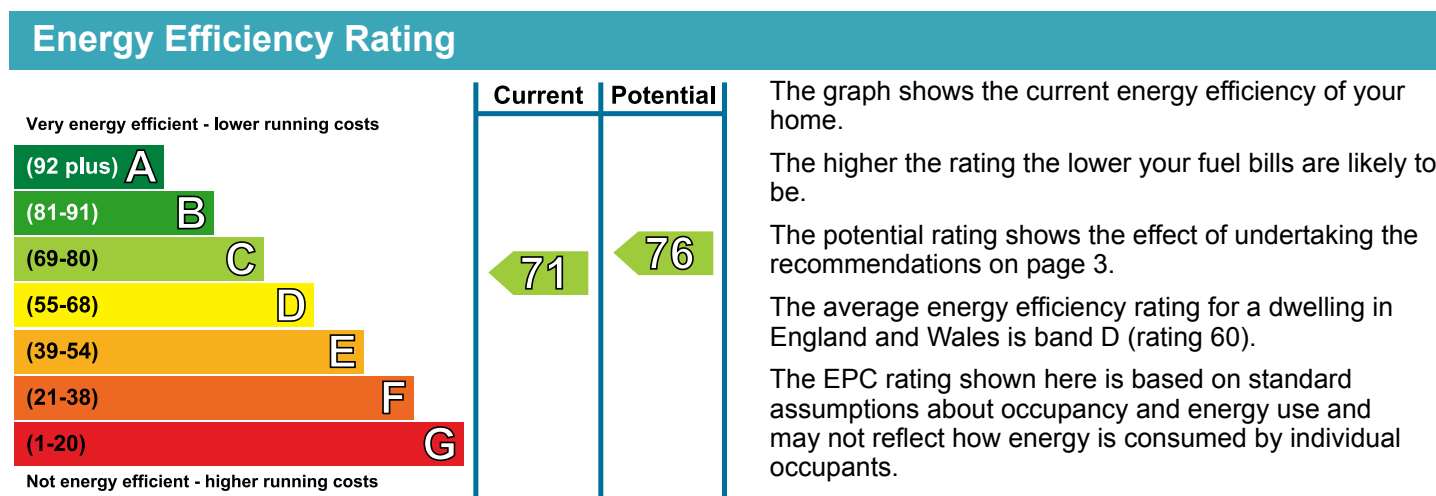 Energy Efficiency Rating
Current Potential
Very energy efficient - lower running costs
(92 plus) A
(81-91) B
(69-80) C
(55-68) D
(39-54) E
(21-38) F
(1-20) G
Not energy efficient - higher running costs
71
76
The graph shows the current energy efficiency of your
home.
The higher the rating the lower your fuel bills are likely to
be.
The potential rating shows the effect of undertaking the
recommendations on page 3.
The average energy efficiency rating for a dwelling in
England and Wales is band D (rating 60).
The EPC rating shown here is based on standard
assumptions about occupancy and energy use and
may not reflect how energy is consumed by individual
occupants.